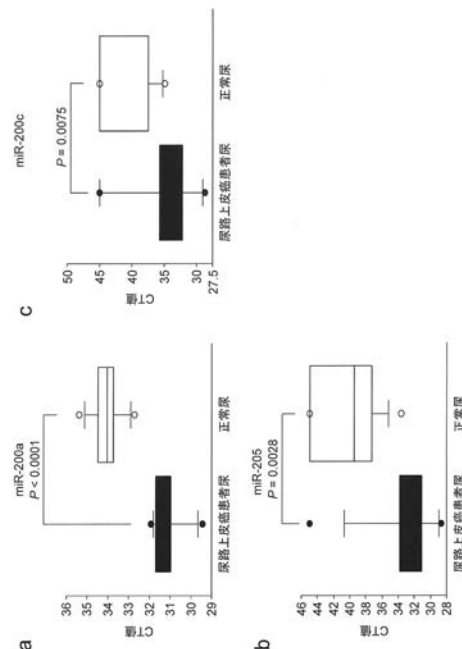 a
miR-200a
P < 0.0001
CT値
36
35
34
33
32
31
30
29
尿路上皮癌患者尿
正常尿
b
miR-205
P = 0.0028
CT値
46
44
42
40
38
36
34
32
30
28
尿路上皮癌患者尿
正常尿
c
miR-200c
P = 0.0075
CT値
50
45
40
35
30
27.5
尿路上皮癌患者尿
正常尿